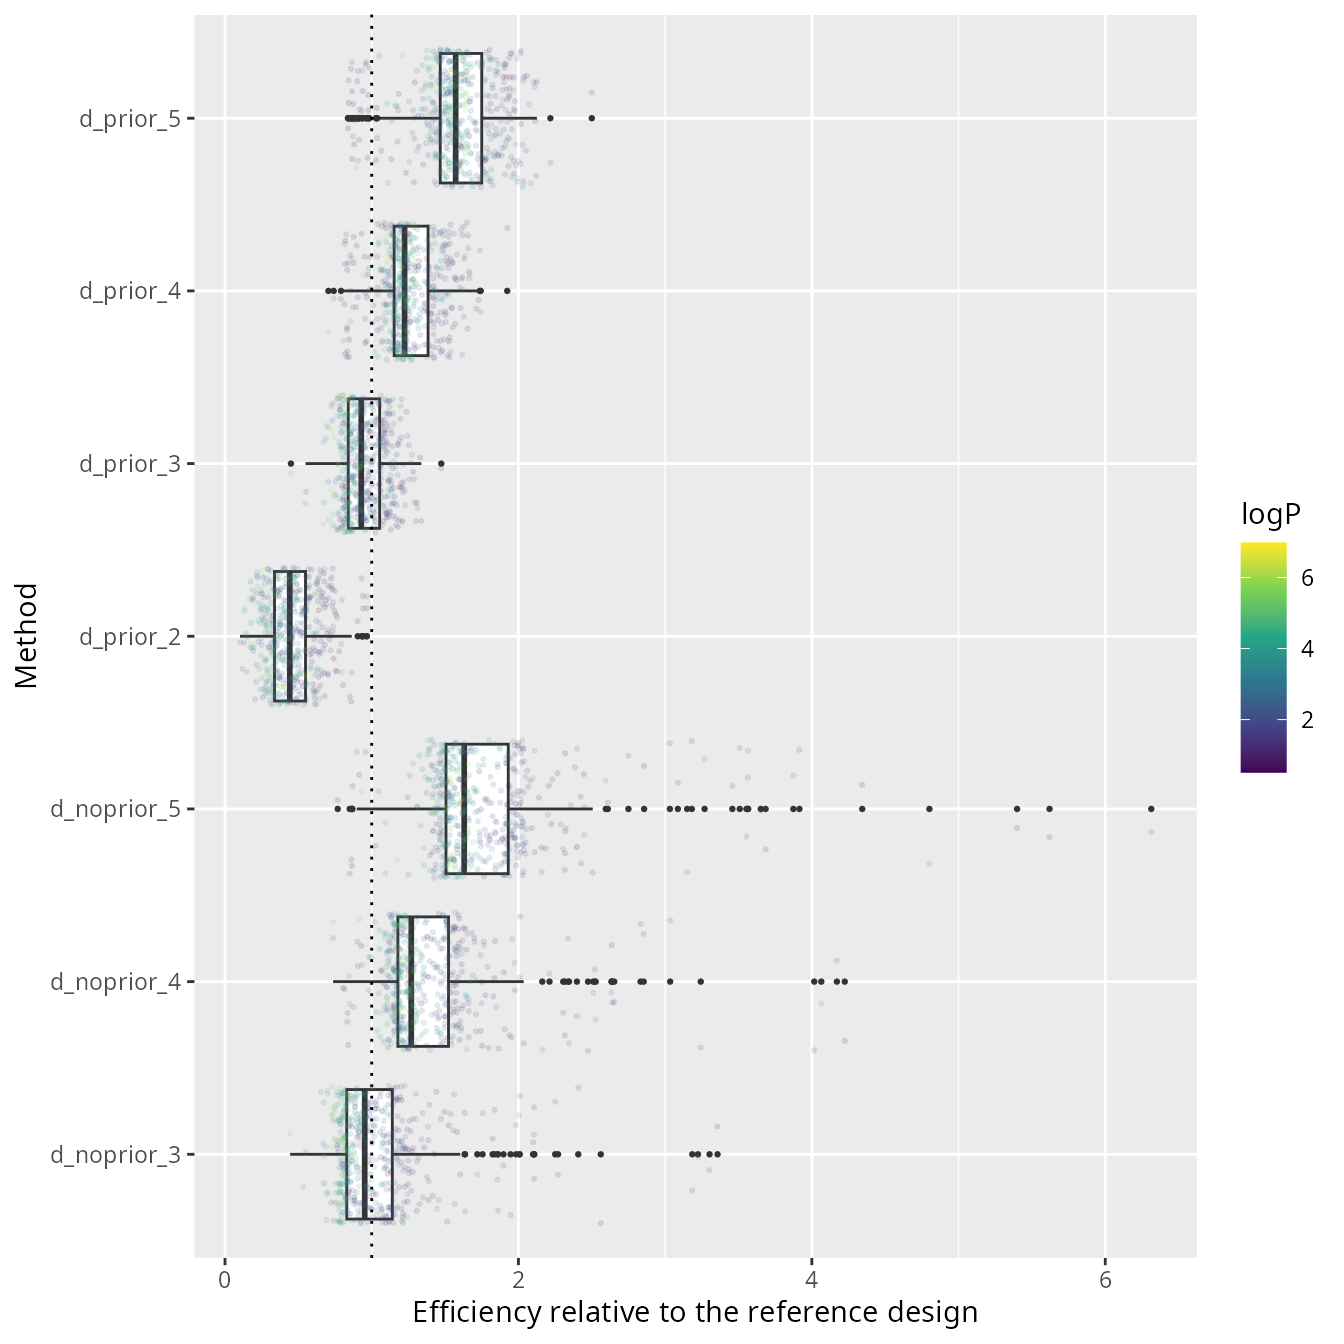 d_prior_5
d_prior_4
d_prior_3
d_prior_2
d_noprior_5
d_noprior_4
d_noprior_3
Method
0 2 4 6
Efficiency relative to the reference design
logP
6
4
2